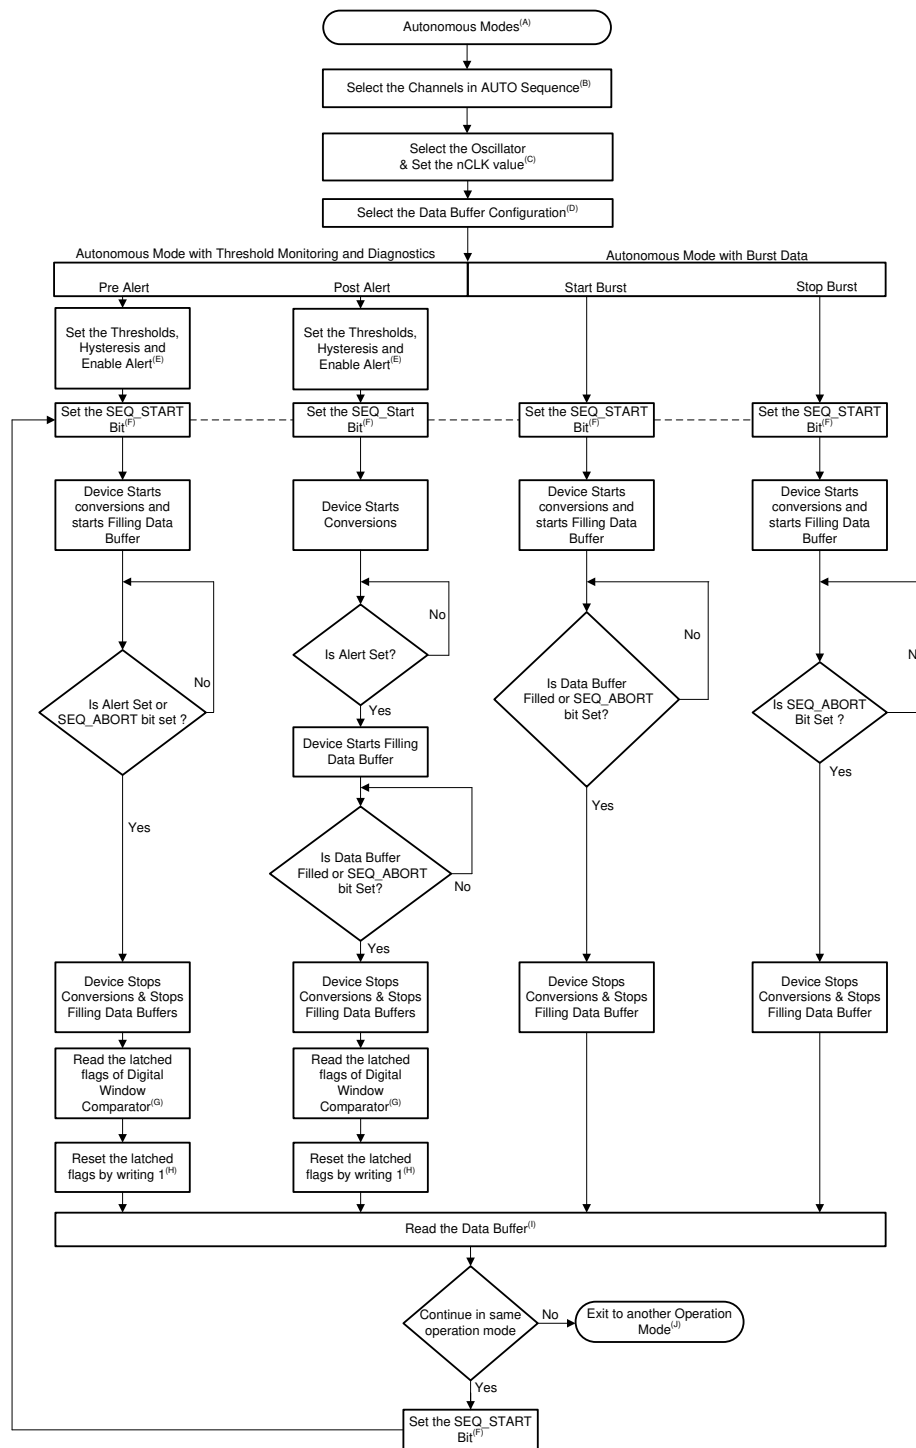 Autonomous Modes(A)
Select the Channels in AUTO Sequence(B)
Select the Oscillator
& Set the nCLK value(C)
Select the Data Buffer Configuration(D)
Autonomous Mode with Threshold Monitoring and Diagnostics
Autonomous Mode with Burst Data
Pre Alert
Post Alert
Start Burst
Stop Burst
Set the Thresholds,
Hysteresis and
Enable Alert(E)
Set the Thresholds,
Hysteresis and
Enable Alert(E)
Set the SEQ_START
Bit(F)
Set the SEQ_Start
Bit(F)
Set the SEQ_START
Bit(F)
Set the SEQ_START
Bit(F)
Device Starts
conversions and
starts Filling Data
Buffer
Device Starts
Conversions
Device Starts
conversions and
starts Filling Data
Buffer
Device Starts
conversions and
starts Filling Data
Buffer
No
Is Alert Set or
SEQ_ABORT bit set ?
Yes
No
Is Alert Set?
Yes
Device Starts Filling
Data Buffer
Is Data Buffer
Filled or SEQ_ABORT
bit Set?
No
Yes
No
Is Data Buffer
Filled or SEQ_ABORT
bit Set?
Yes
N
Is SEQ_ABORT
Bit Set ?
Yes
Device Stops
Conversions & Stops
Filling Data Buffers
Device Stops
Conversions & Stops
Filling Data Buffers
Device Stops
Conversions & Stops
Filling Data Buffer
Device Stops
Conversions & Stops
Filling Data Buffer
Read the latched
flags of Digital
Window
Comparator(G)
Read the latched
flags of Digital
Window
Comparator(G)
Reset the latched
flags by writing 1(H)
Reset the latched
flags by writing 1(H)
Read the Data Buffer(I)
Continue in same
operation mode
No
Exit to another Operation
Mode(J)
Yes
Set the SEQ_START
Bit(F)